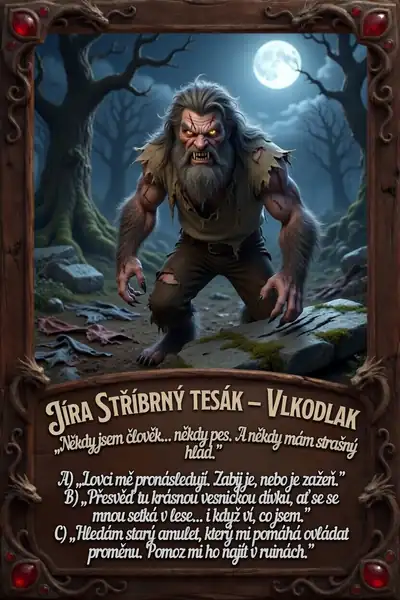 Jíra Stříbrný tesák – Vlkodlak
„Někdy jsem člověk... někdy pes. A někdy mám strašný
hlad.”
A) „Lovci mě pronásledují. Zabij je, nebo je zažeň.”
B) „Přesvěd tu krásnou vesnickou dívku, ať se se
mnou setká v lese... i když ví, co jsem.”
C) „Hledám starý amulet, který mi pomáhá ovládat
proměnu. Pomoz mi ho najít v ruinách.”